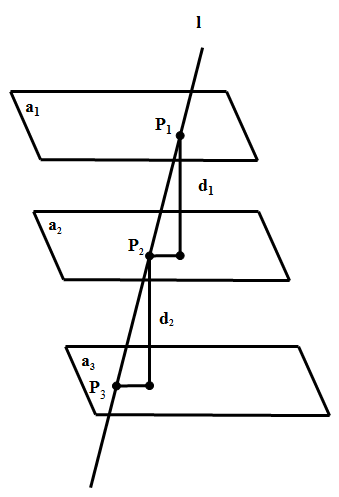 l
a₁
P₁
d₁
a₂
P₂
d₂
a₃
P₃